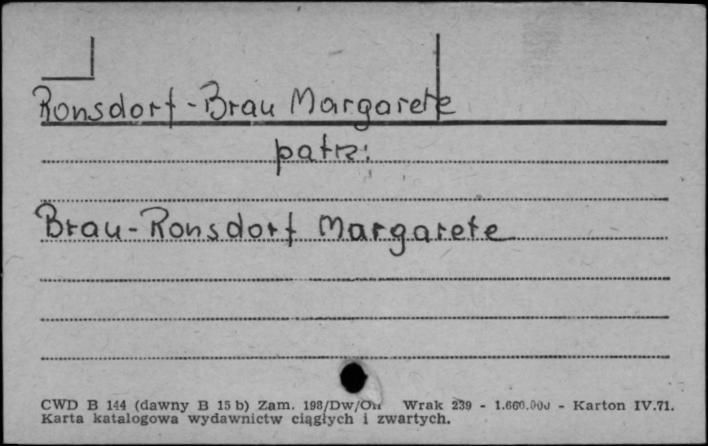 Ronsdorf-Brau Margarete
patrz:
Brau-Ronsdorf Margarete
CWD B 144 (dawny B 15 b) Zam. 198/Dw/On Wrak 239 - 1.660.000 - Karton IV.71.
Karta katalogowa wydawnictw ciągłych i zwartych.